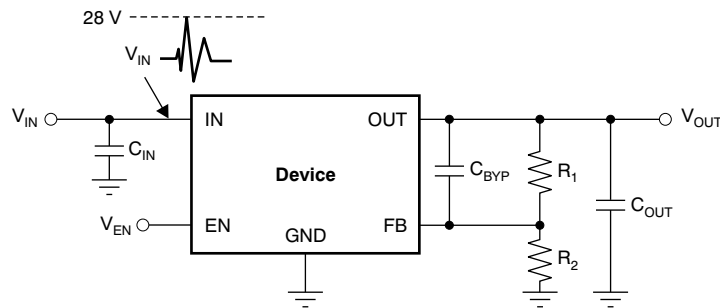 28 V
V_IN
V_IN
IN
OUT
V_OUT
C_IN
Device
C_BYP
R_1
C_OUT
V_EN
EN
GND
FB
R_2